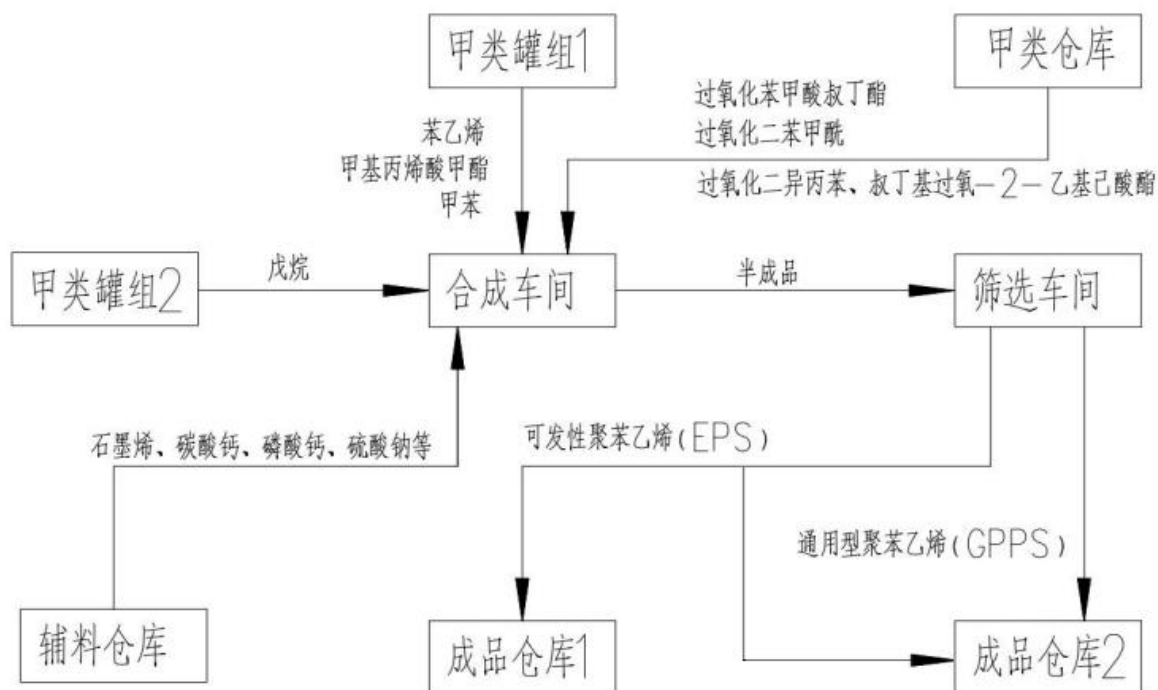 甲类罐组1
甲类仓库
过氧化苯甲酸叔丁酯
苯乙烯
过氧化二苯甲酰
甲基丙烯酸甲酯
过氧化二异丙苯、叔丁基过氧-2-乙基己酸酯
甲苯
甲类罐组2
戊烷
合成车间
半成品
筛选车间
石墨烯、碳酸钙、磷酸钙、硫酸钠等
可发性聚苯乙烯(EPS)
通用型聚苯乙烯(GPPS)
辅料仓库
成品仓库1
成品仓库2